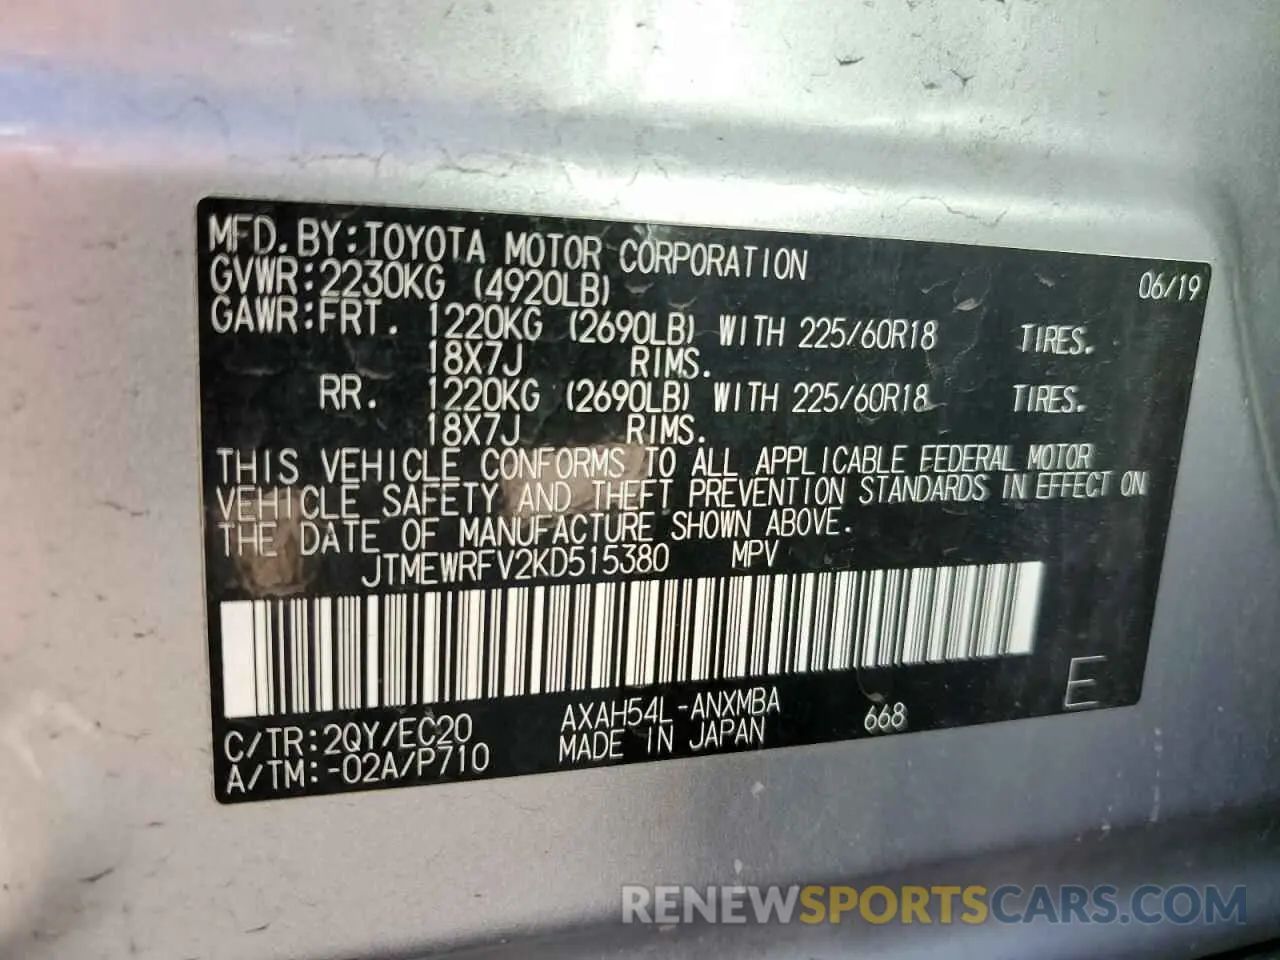 MFD. BY:TOYOTA MOTOR CORPORATION 06/19
GVWR:2230KG (4920LB)
GAWR:FRT. 1220KG (2690LB) WITH 225/60R18 TIRES.
18X7J RIMS.
RR. 1220KG (2690LB) WITH 225/60R18 TIRES.
18X7J RIMS.
THIS VEHICLE CONFORMS TO ALL APPLICABLE FEDERAL MOTOR
VEHICLE SAFETY AND THEFT PREVENTION STANDARDS IN EFFECT ON
THE DATE OF MANUFACTURE SHOWN ABOVE.
JTMEWRFV2KD515380 MPV
E
C/TR:2QY/EC20 AXAH54L-ANXMBA 668
A/TM:-02A/P710 MADE IN JAPAN
RENEWSPORTSCARS.COM